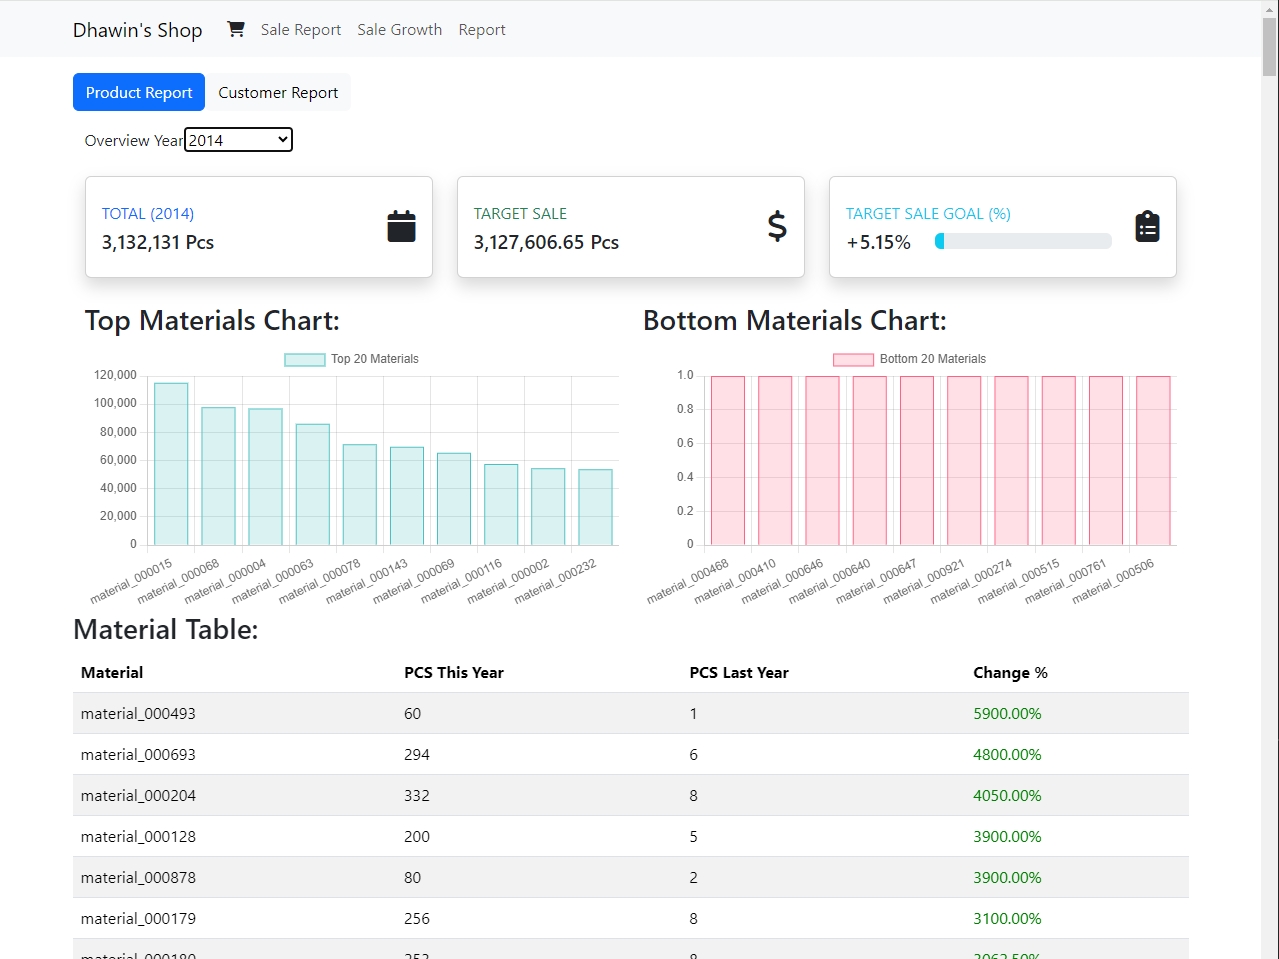 Dhawin's Shop Sale Report Sale Growth Report
Product Report Customer Report
Overview Year 2014
TOTAL (2014)
3,132,131 Pcs
TARGET SALE
3,127,606.65 Pcs
TARGET SALE GOAL (%)
+5.15%
Top Materials Chart:
Top 20 Materials
120,000
100,000
80,000
60,000
40,000
20,000
0
material_000015
material_000068
material_000004
material_000063
material_000078
material_000143
material_000069
material_000116
material_000002
material_000232
Bottom Materials Chart:
Bottom 20 Materials
1.0
0.8
0.6
0.4
0.2
0
material_000468
material_000410
material_000646
material_000640
material_000647
material_000921
material_000274
material_000515
material_000761
material_000506
Material Table:
Material PCS This Year PCS Last Year Change %
material_000493 60 1 5900.00%
material_000693 294 6 4800.00%
material_000204 332 8 4050.00%
material_000128 200 5 3900.00%
material_000878 80 2 3900.00%
material_000179 256 8 3100.00%